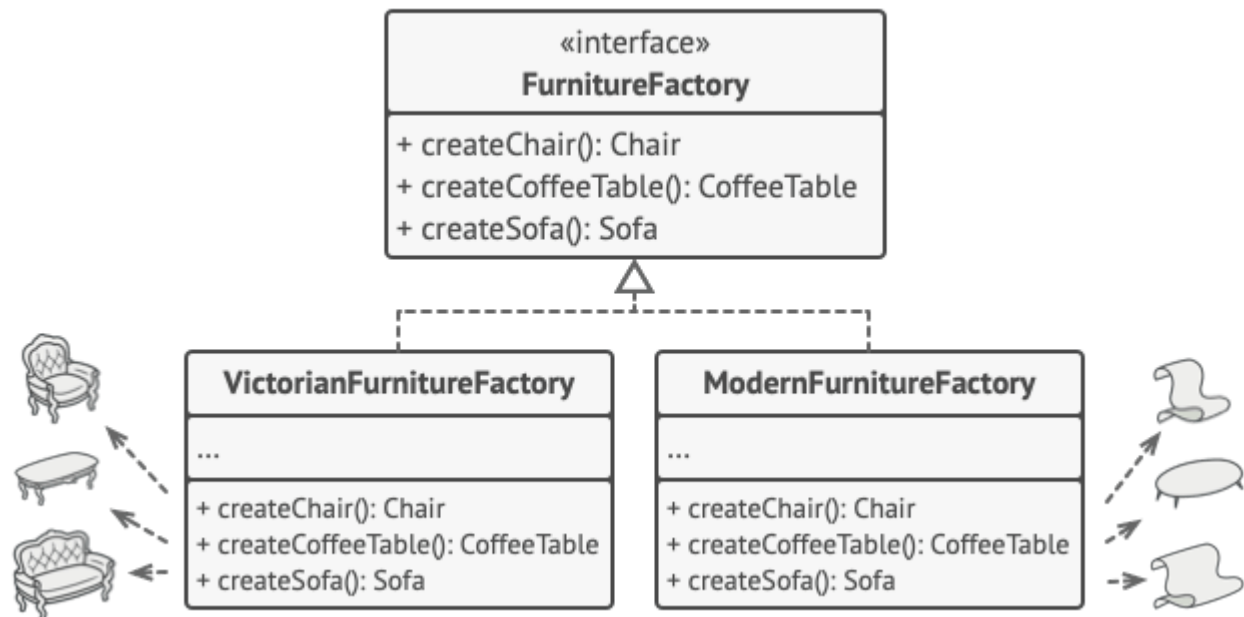 «interface»
FurnitureFactory
+ createChair(): Chair
+ createCoffeeTable(): CoffeeTable
+ createSofa(): Sofa
VictorianFurnitureFactory
...
+ createChair(): Chair
+ createCoffeeTable(): CoffeeTable
+ createSofa(): Sofa
ModernFurnitureFactory
...
+ createChair(): Chair
+ createCoffeeTable(): CoffeeTable
+ createSofa(): Sofa